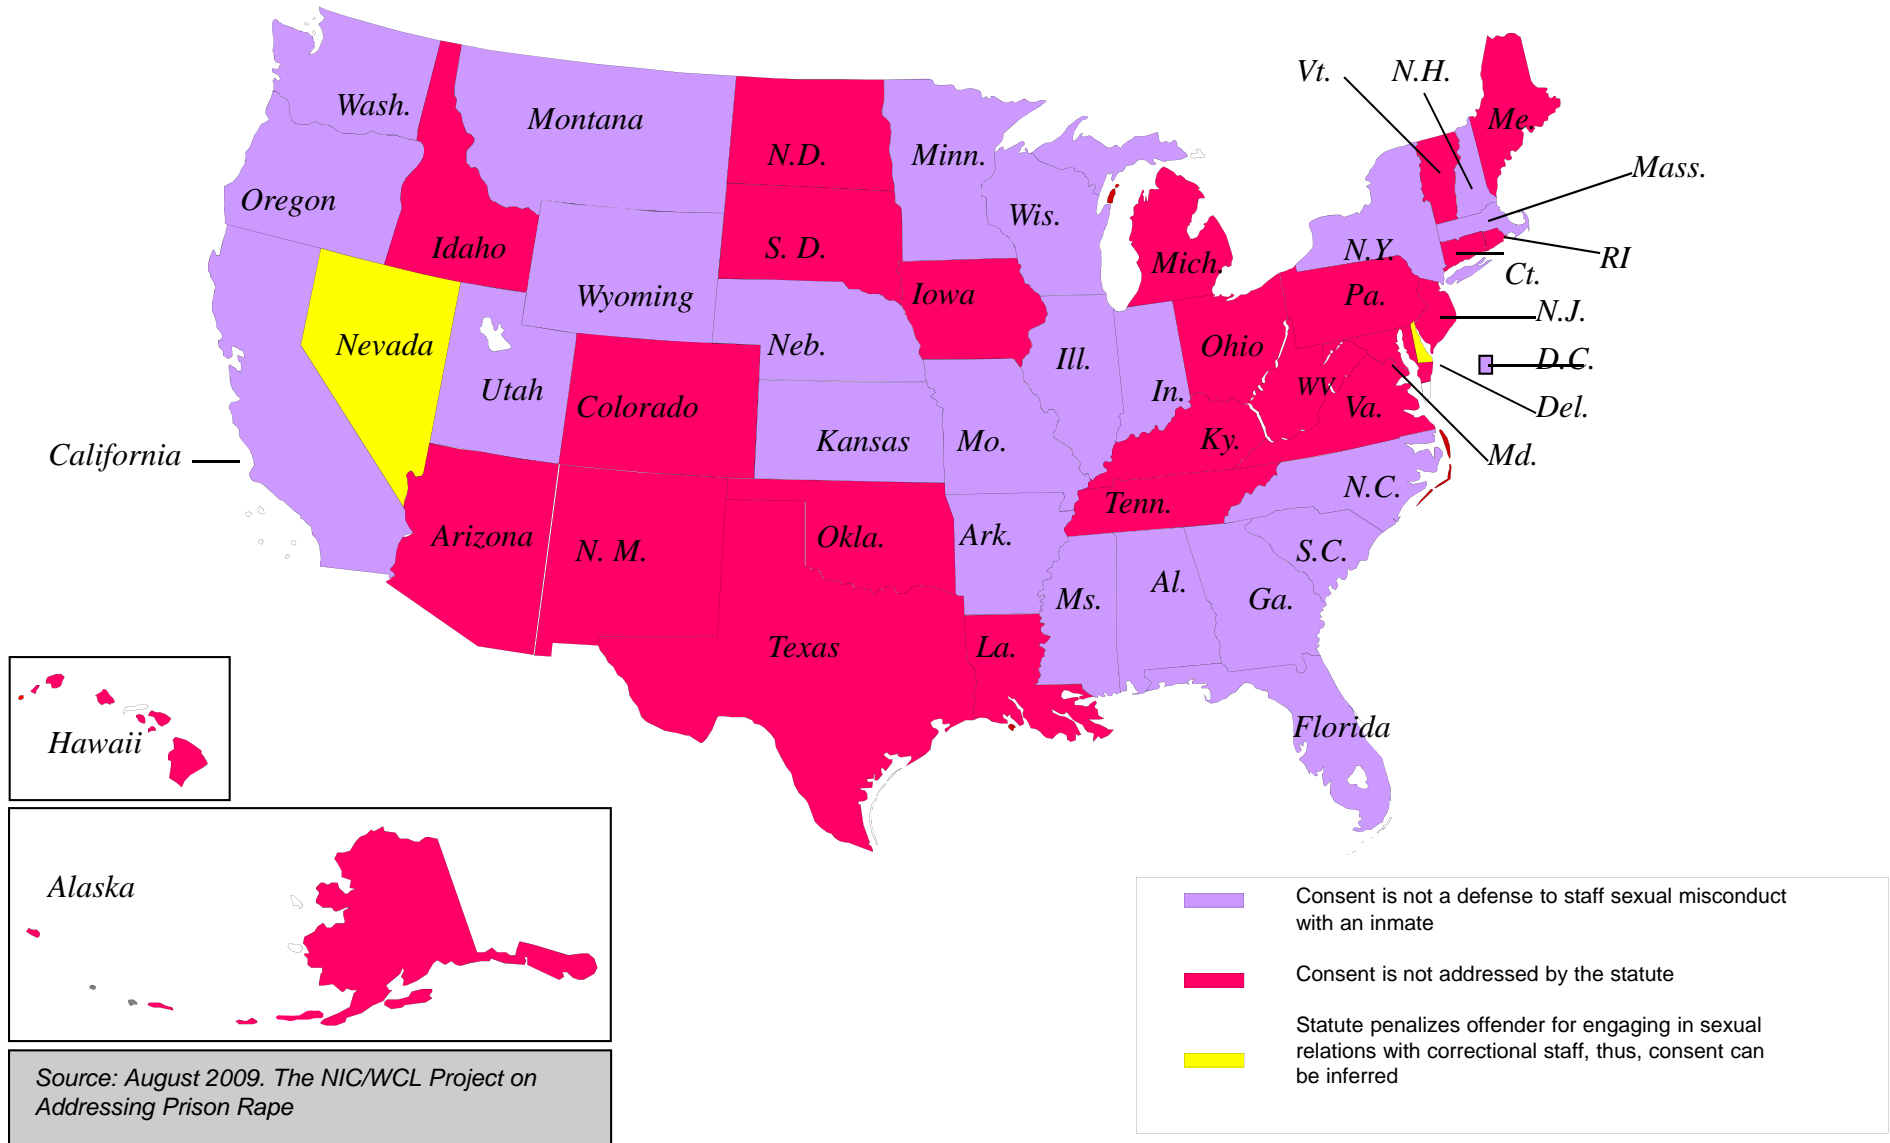 Vt.
N.H.
Wash.
Montana
Me.
N.D.
Minn.
Mass.
Oregon
Wis.
Idaho
S. D.
N.Y.
Mich.
RI
Ct.
Wyoming
Iowa
Pa.
N.J.
Nevada
Neb.
Ill.
Ohio
D.C.
Utah
Colorado
In.
WV
Va.
Del.
California
Kansas
Mo.
Ky.
Md.
N.C.
Arizona
N. M.
Okla.
Ark.
Tenn.
S.C.
Ms.
Al.
Ga.
Texas
La.
Florida
Hawaii
Alaska
Consent is not a defense to staff sexual misconduct
with an inmate
Consent is not addressed by the statute
Statute penalizes offender for engaging in sexual
relations with correctional staff, thus, consent can
be inferred
Source: August 2009. The NIC/WCL Project on
Addressing Prison Rape